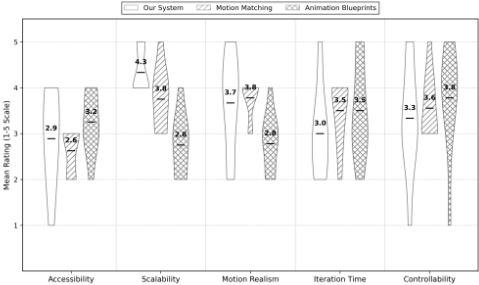 Our System Motion Matching Animation Blueprints
Mean Rating (1-5 Scale)
5
4
3
2
1
2.9 2.6 3.2
4.3 3.8 2.8
3.7 3.8 2.8
3.0 3.5 3.5
3.3 3.6 3.8
Accessibility Scalability Motion Realism Iteration Time Controllability